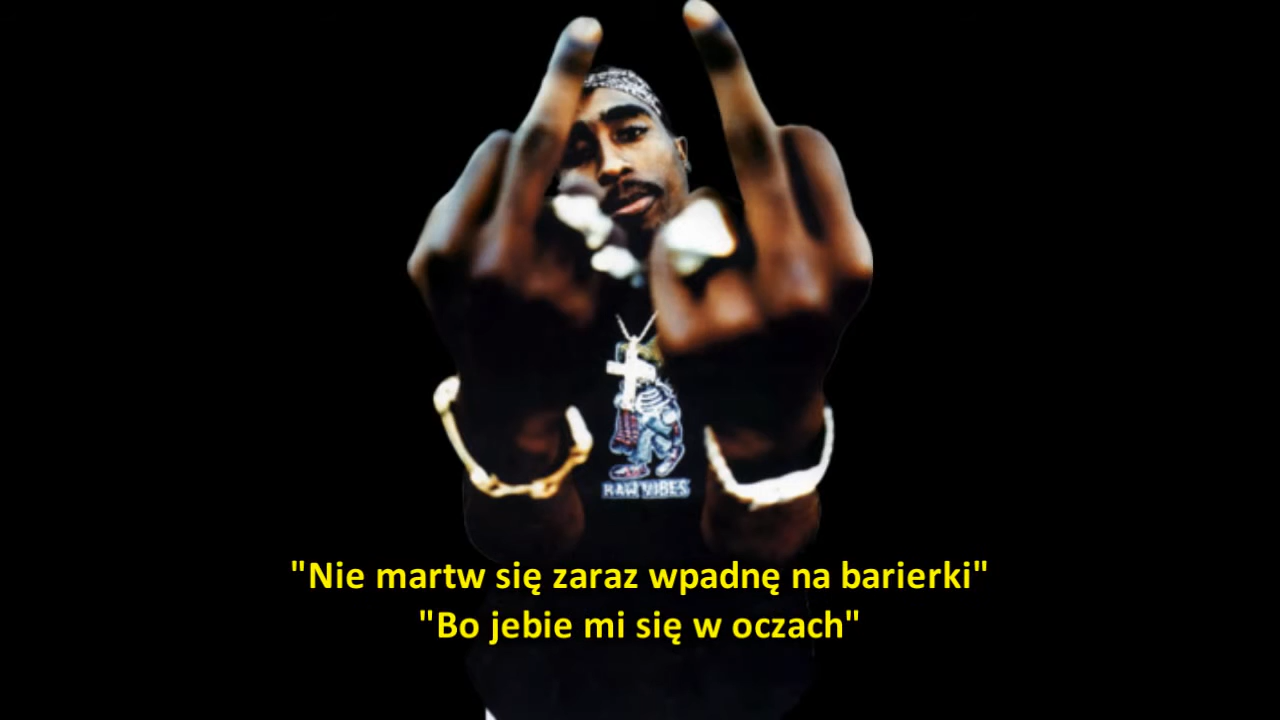 RAW VIBES
"Nie martw się zaraz wpadnę na barierki"
"Bo jebie mi się w oczach"